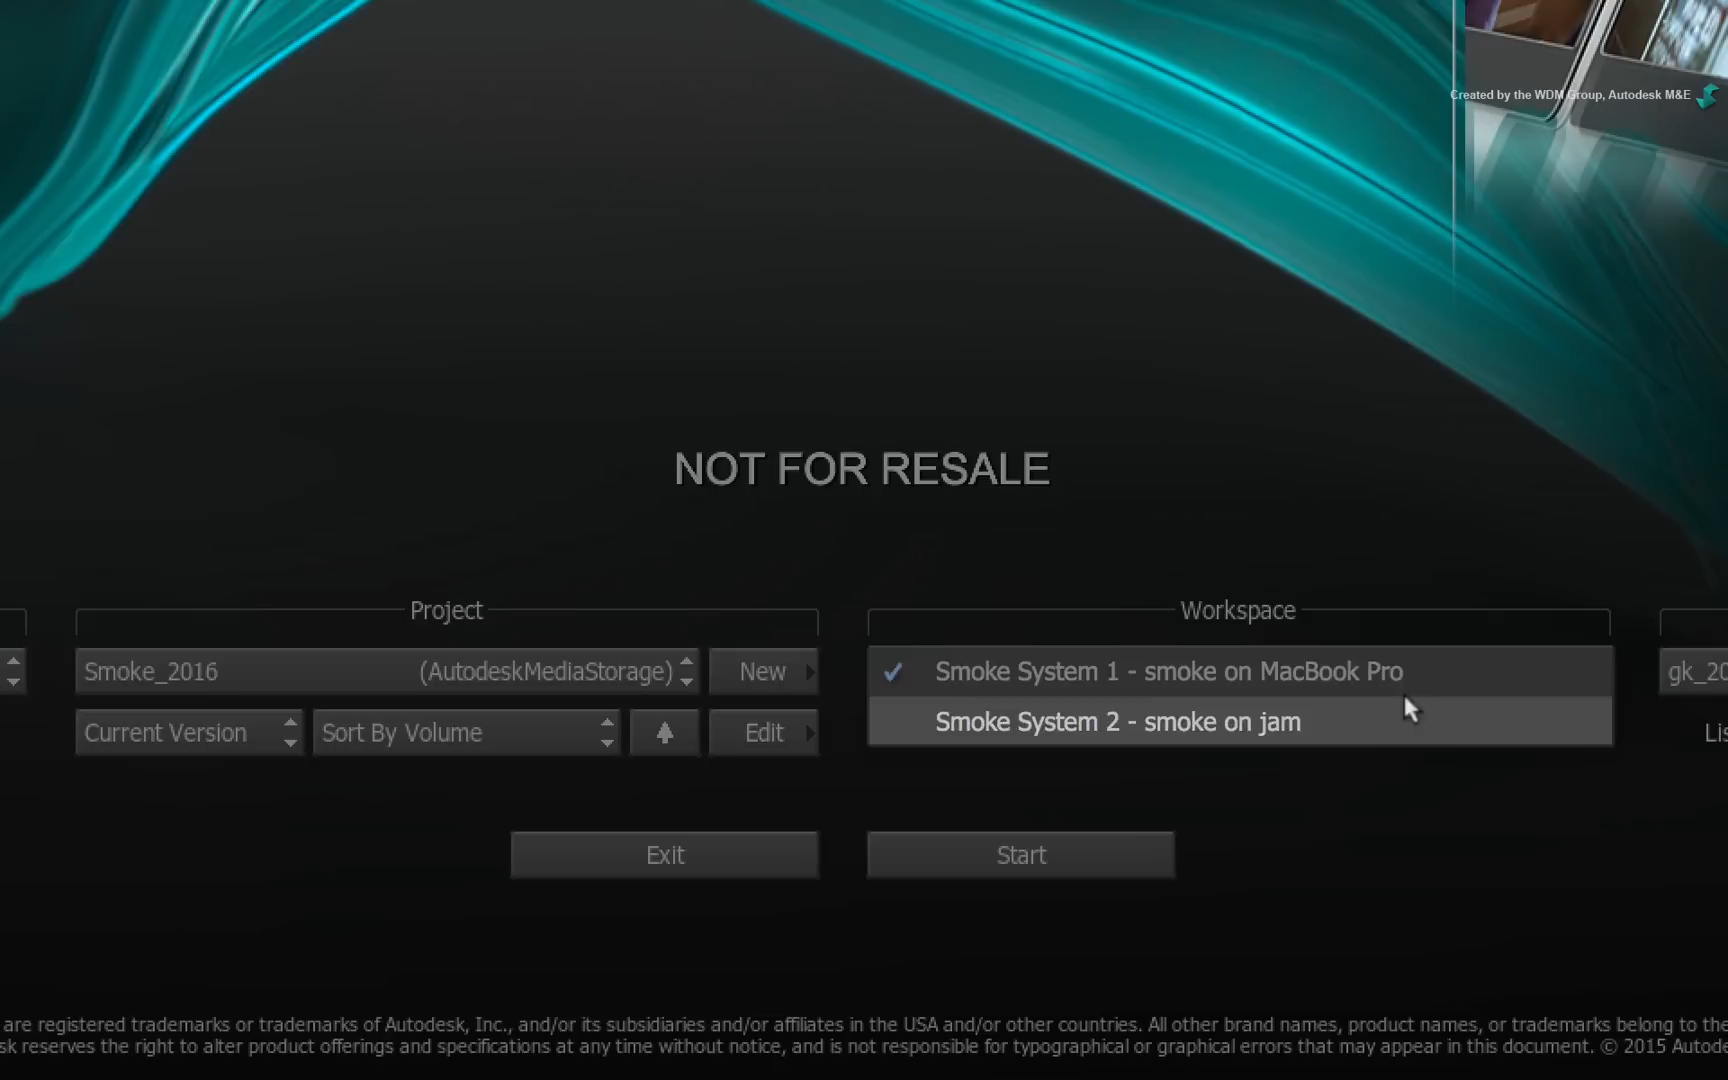 Created by the WDM Group, Autodesk M&E
NOT FOR RESALE
Project
Workspace
Smoke_2016 (AutodeskMediaStorage)
New
Smoke System 1 - smoke on MacBook Pro
gk_20
Current Version
Sort By Volume
Edit
Smoke System 2 - smoke on jam
Lis
Exit
Start
are registered trademarks or trademarks of Autodesk, Inc., and/or its subsidiaries and/or affiliates in the USA and/or other countries. All other brand names, product names, or trademarks belong to the
sk reserves the right to alter product offerings and specifications at any time without notice, and is not responsible for typographical or graphical errors that may appear in this document. © 2015 Autode